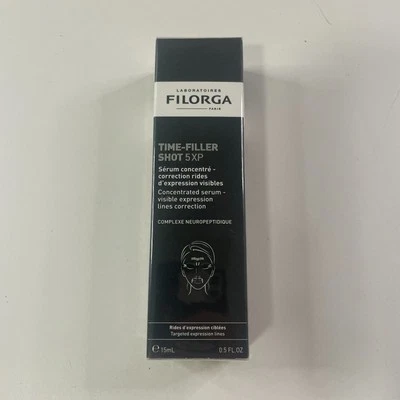 LABORATOIRES
FILORGA
PARIS
TIME-FILLER
SHOT 5XP
Sérum concentré -
correction rides
d'expression visibles
Concentrated serum -
visible expression
lines correction
COMPLEXE NEUROPEPTIDIQUE
Rides d'expression ciblées
Targeted expression lines
℮ 15mL 0.5 FL.OZ